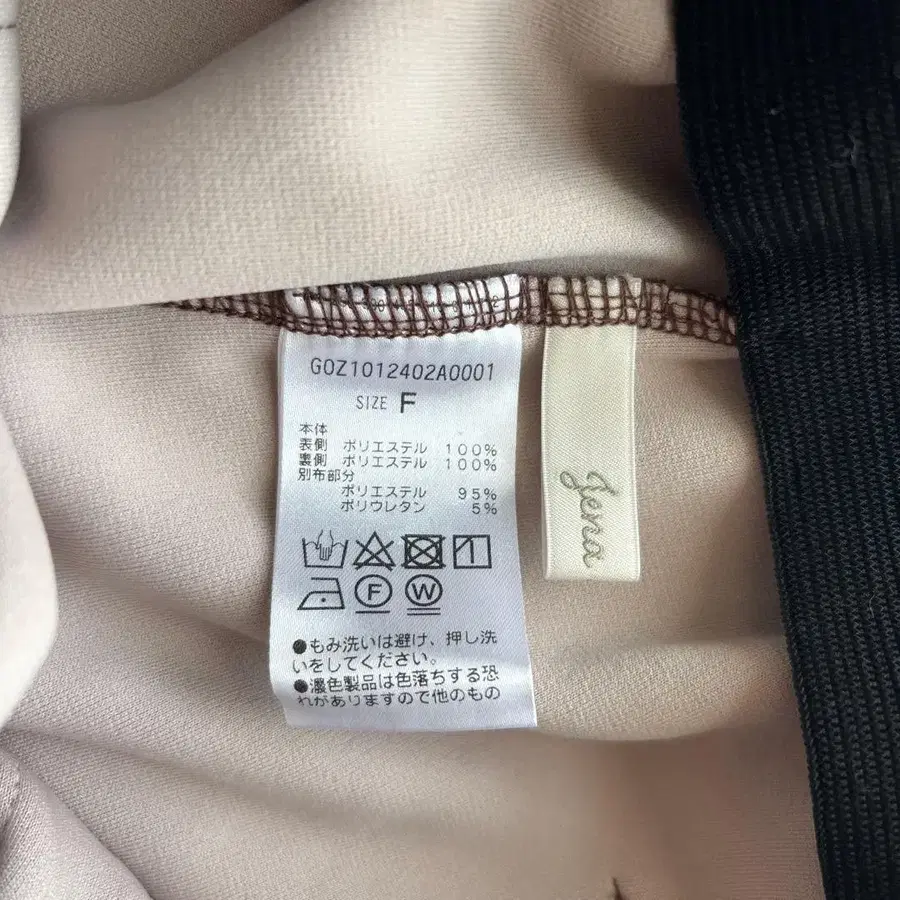 GOZ1012402A0001
SIZE F
本体
表側 ポリエステル 100%
裏側 ポリエステル 100%
別布部分
ポリエステル 95%
ポリウレタン 5%
F W
●もみ洗いは避け、押し洗
いをしてください。
●濃色製品は色落ちする恐
れがありますので他のもの
Jena